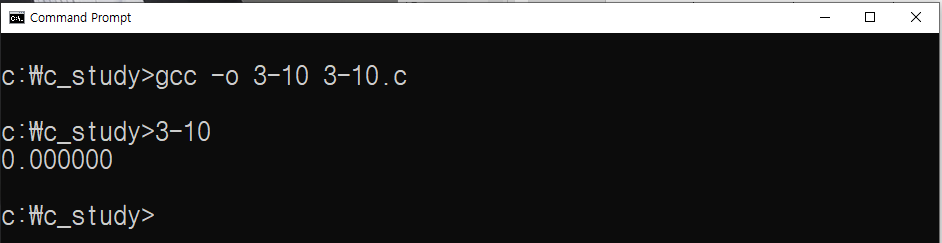 Command Prompt
c:₩c_study>gcc -o 3-10 3-10.c
c:₩c_study>3-10
0.000000
c:₩c_study>